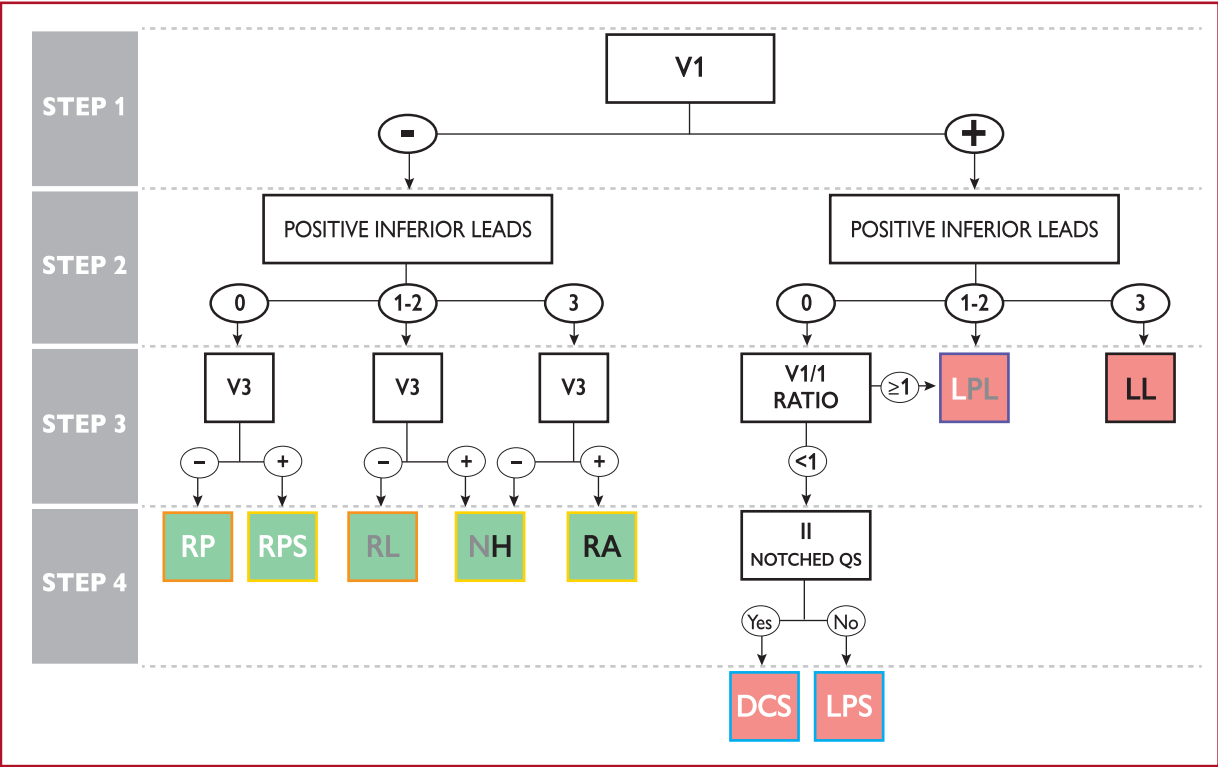 STEP 1
V1
-
+
STEP 2
POSITIVE INFERIOR LEADS
POSITIVE INFERIOR LEADS
0
1-2
3
0
1-2
3
STEP 3
V3
V3
V3
V1/1
RATIO
≥1
LPL
LL
-
+
-
+
-
+
<1
STEP 4
RP
RPS
RL
NH
RA
II
NOTCHED QS
Yes
No
DCS
LPS